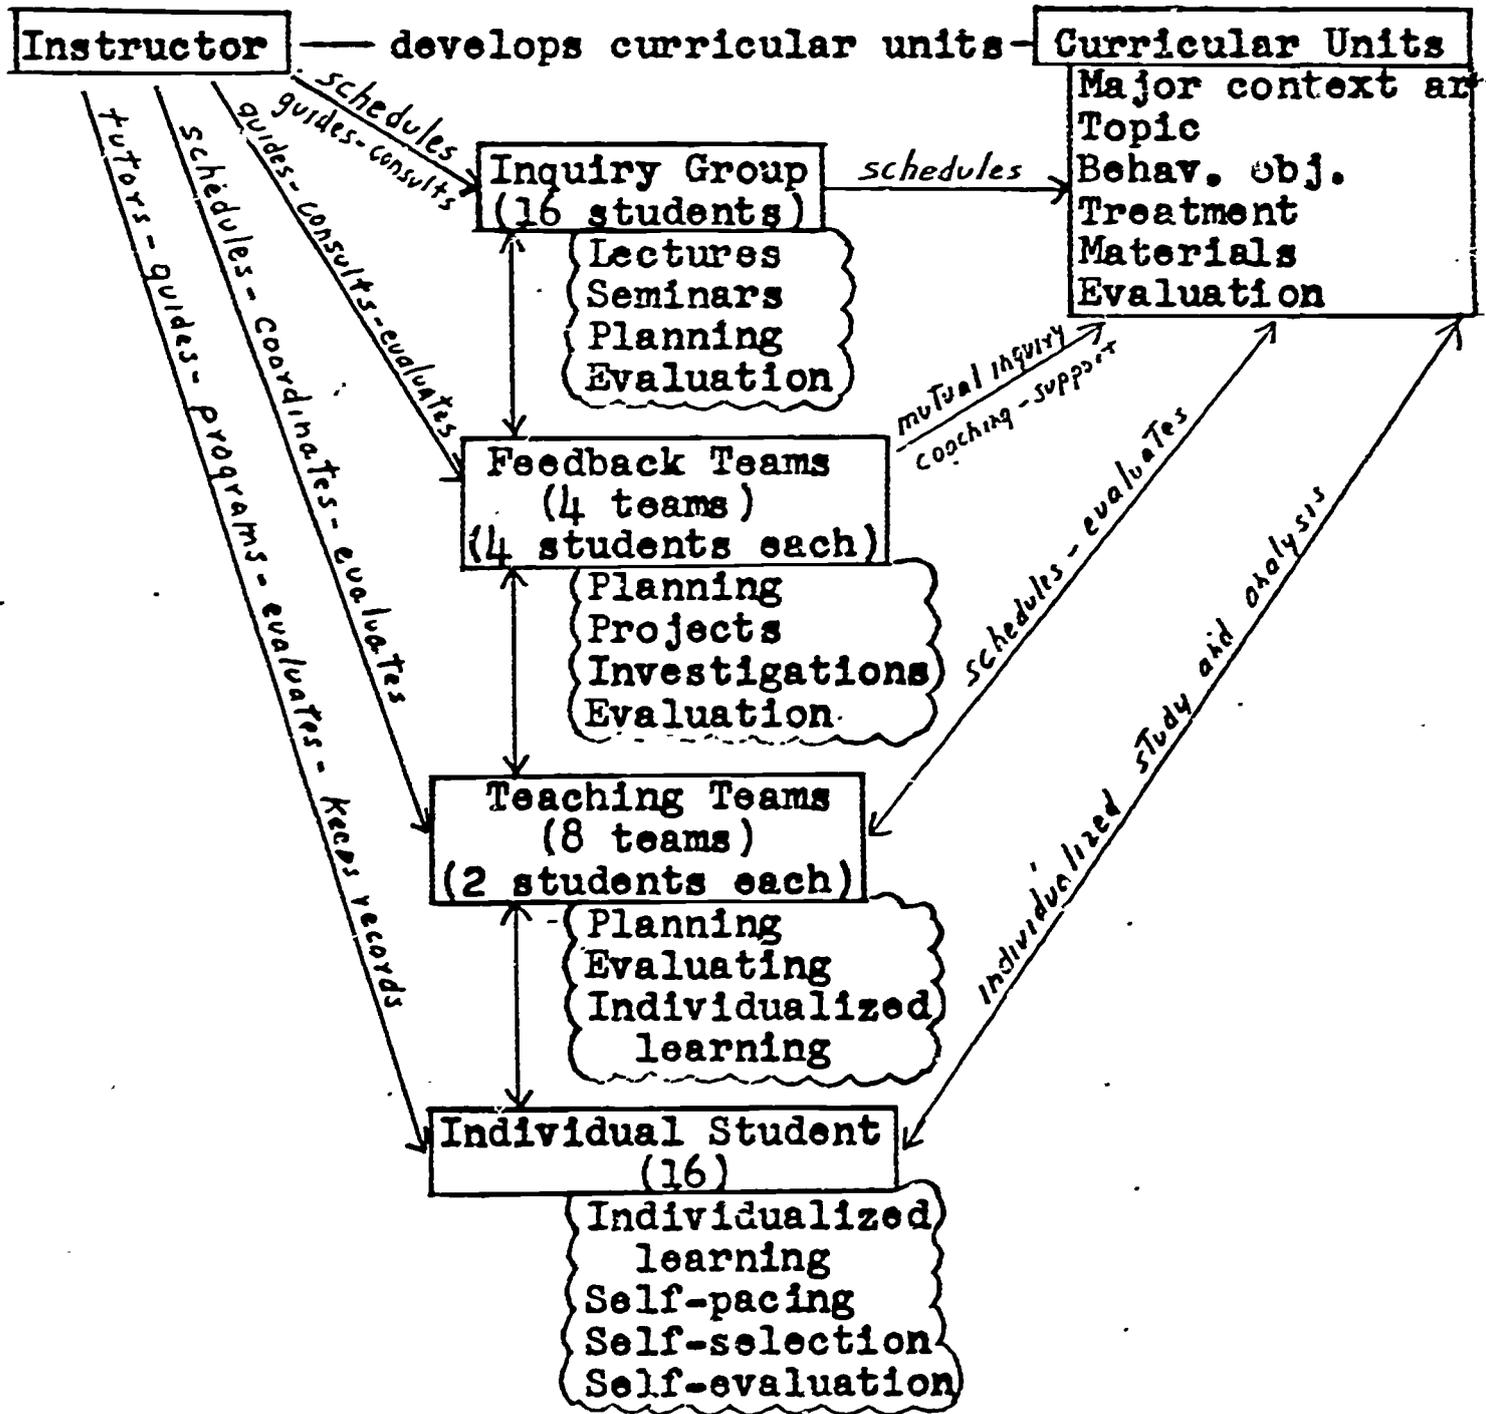 Instructor — develops curricular units - Curricular Units
Major context ar
Topic
Behav. obj.
Treatment
Materials
Evaluation
schedules
guides-consults
guides-consults-evaluates
schedules-coordinates-evaluates
tutors-guides-programs-evaluates-keeps records
Inquiry Group
(16 students)
schedules
Lectures
Seminars
Planning
Evaluation
mutual inquiry
coaching-support
Feedback Teams
(4 teams)
(4 students each)
schedules-evaluates
Planning
Projects
Investigations
Evaluation
Individualized study and analysis
Teaching Teams
(8 teams)
(2 students each)
Planning
Evaluating
Individualized
learning
Individual Student
(16)
Individualized
learning
Self-pacing
Self-selection
Self-evaluation